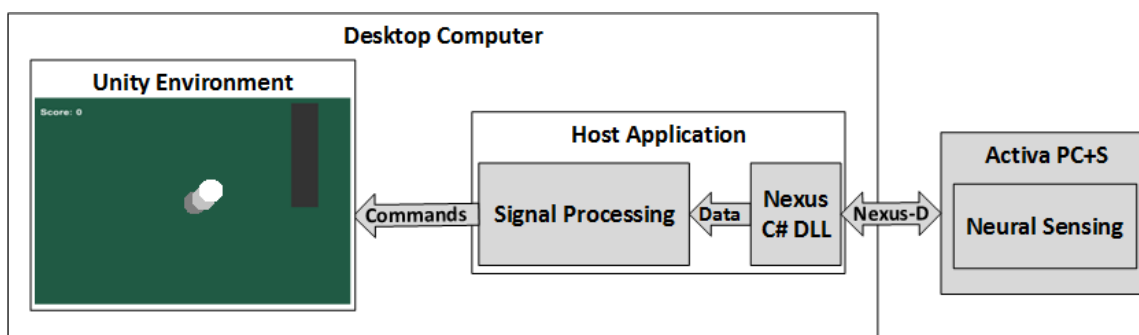 Desktop Computer
Unity Environment
Score: 0
Commands
Host Application
Signal Processing
Data
Nexus
C# DLL
Nexus-D
Activa PC+S
Neural Sensing